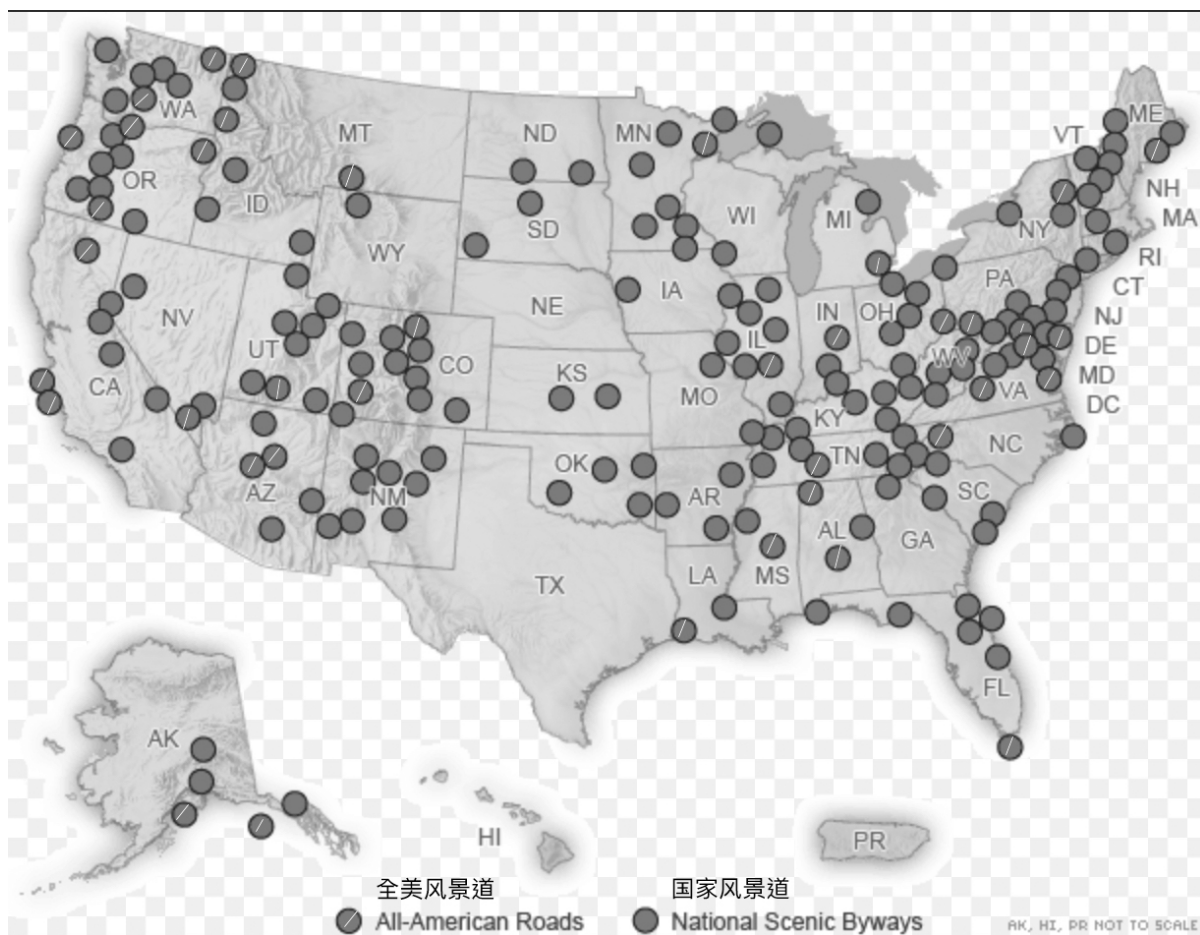 ME
WA
MT
ND
MN
VT
OR
ID
WY
SD
WI
MI
NY
NH
MA
RI
CT
NV
NE
IA
PA
NJ
UT
CO
IL
IN
OH
DE
CA
KS
MO
WV
VA
MD
DC
KY
TN
NC
AZ
NM
OK
AR
SC
TX
LA
MS
AL
GA
FL
AK
HI
PR
全美风景道 国家风景道
All-American Roads National Scenic Byways
AK, HI, PR NOT TO SCALE